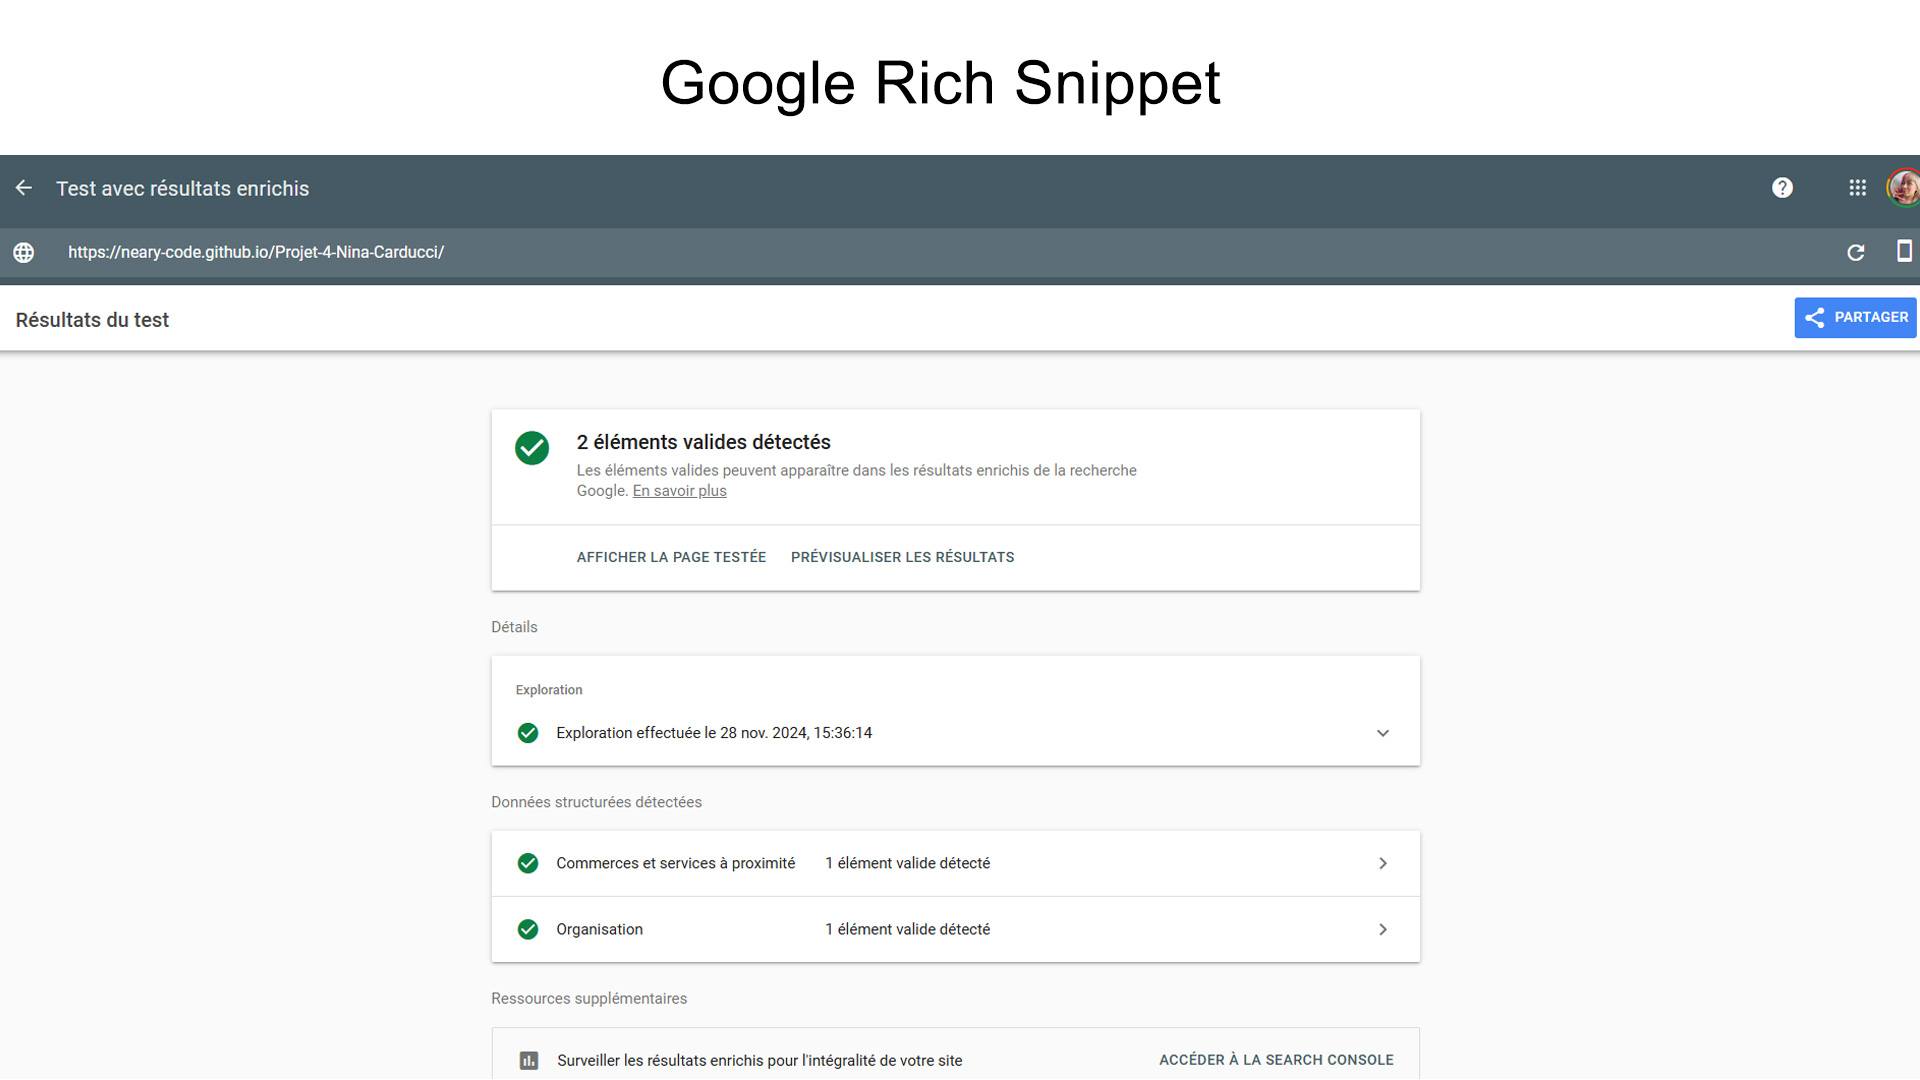 Google Rich Snippet
Test avec résultats enrichis
https://neary-code.github.io/Projet-4-Nina-Carducci/
Résultats du test
PARTAGER
2 éléments valides détectés
Les éléments valides peuvent apparaître dans les résultats enrichis de la recherche
Google. En savoir plus
AFFICHER LA PAGE TESTÉE PRÉVISUALISER LES RÉSULTATS
Détails
Exploration
Exploration effectuée le 28 nov. 2024, 15:36:14
Données structurées détectées
Commerces et services à proximité 1 élément valide détecté
Organisation 1 élément valide détecté
Ressources supplémentaires
Surveiller les résultats enrichis pour l'intégralité de votre site ACCÉDER À LA SEARCH CONSOLE